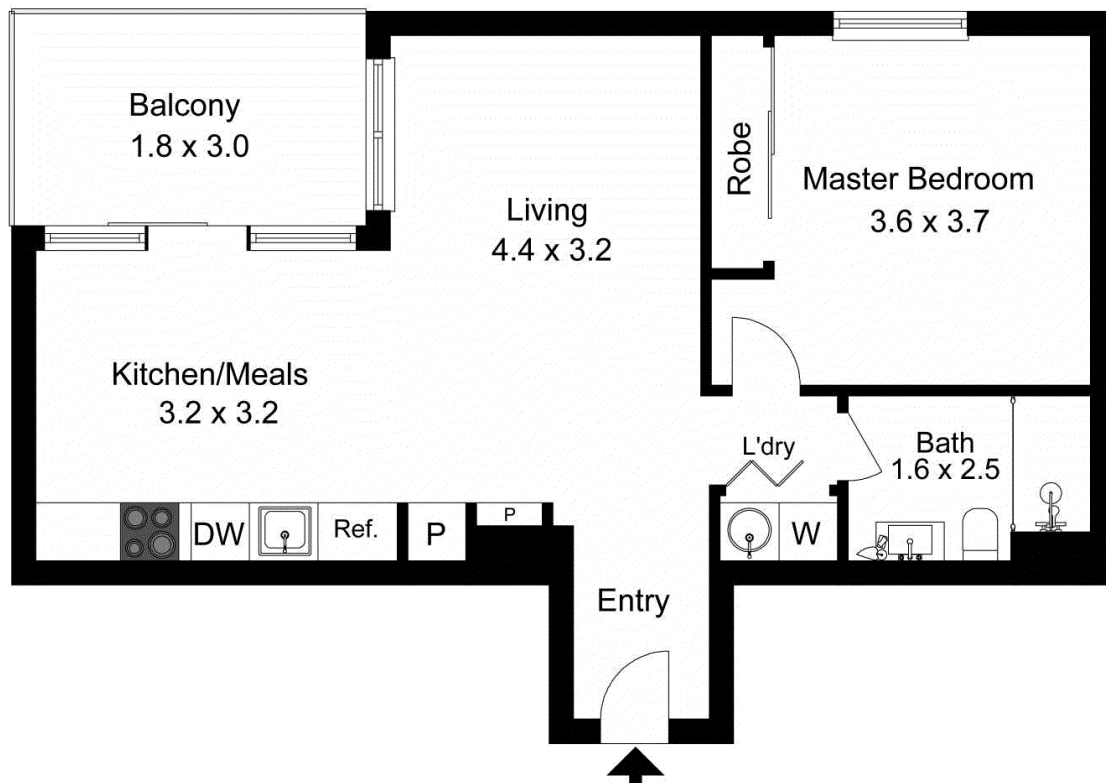 Balcony
1.8 x 3.0
Robe
Master Bedroom
3.6 x 3.7
Living
4.4 x 3.2
Kitchen/Meals
3.2 x 3.2
L'dry
Bath
1.6 x 2.5
DW
Ref.
P
P
W
Entry